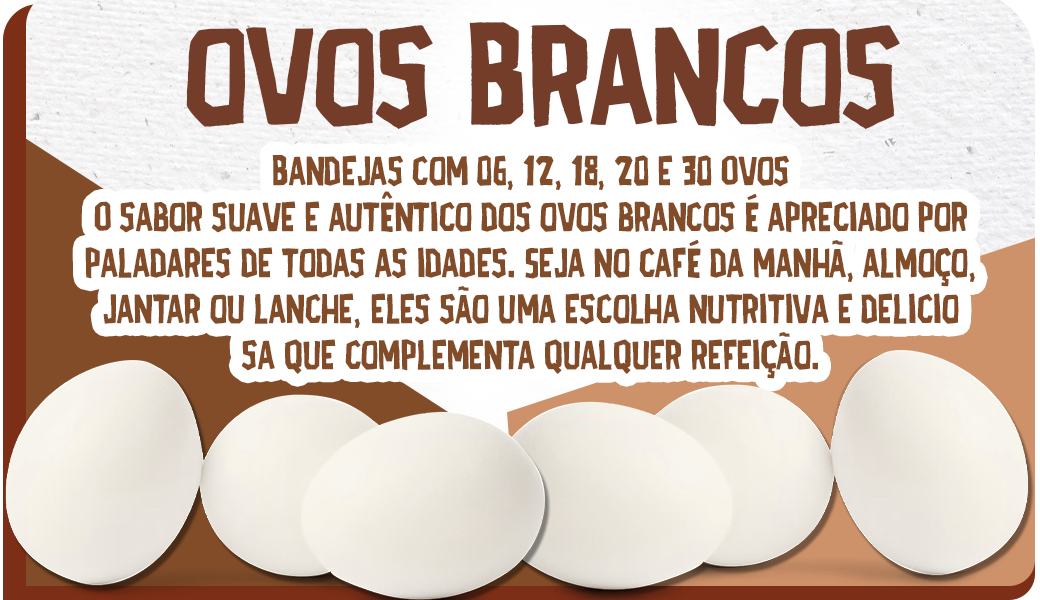 OVOS BRANCOS
BANDEJAS COM 06, 12, 18, 20 E 30 OVOS
O SABOR SUAVE E AUTÊNTICO DOS OVOS BRANCOS É APRECIADO POR
PALADARES DE TODAS AS IDADES. SEJA NO CAFÉ DA MANHÃ, ALMOÇO,
JANTAR OU LANCHE, ELES SÃO UMA ESCOLHA NUTRITIVA E DELICIO
SA QUE COMPLEMENTA QUALQUER REFEIÇÃO.